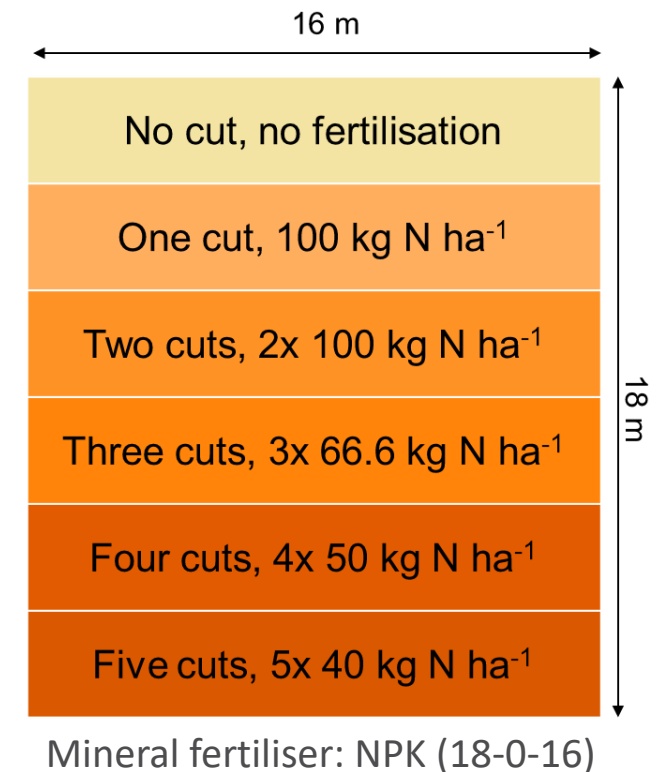 16 m
No cut, no fertilisation
One cut, 100 kg N ha⁻¹
Two cuts, 2x 100 kg N ha⁻¹
Three cuts, 3x 66.6 kg N ha⁻¹
Four cuts, 4x 50 kg N ha⁻¹
Five cuts, 5x 40 kg N ha⁻¹
18 m
Mineral fertiliser: NPK (18-0-16)